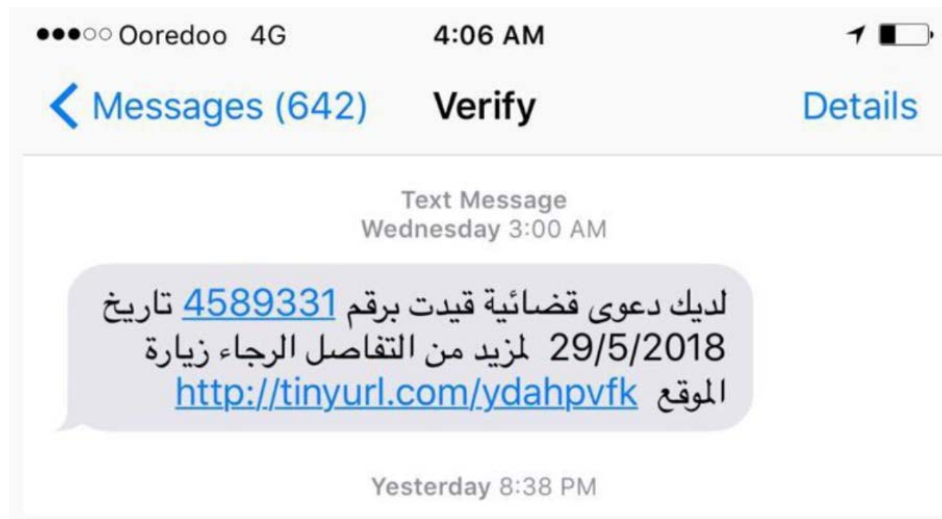 Ooredoo 4G 4:06 AM
Messages (642) Verify Details
Text Message
Wednesday 3:00 AM
لديك دعوى قضائية قيدت برقم 4589331 تاريخ
29/5/2018 لمزيد من التفاصل الرجاء زيارة
الموقع http://tinyurl.com/ydahpvfk
Yesterday 8:38 PM